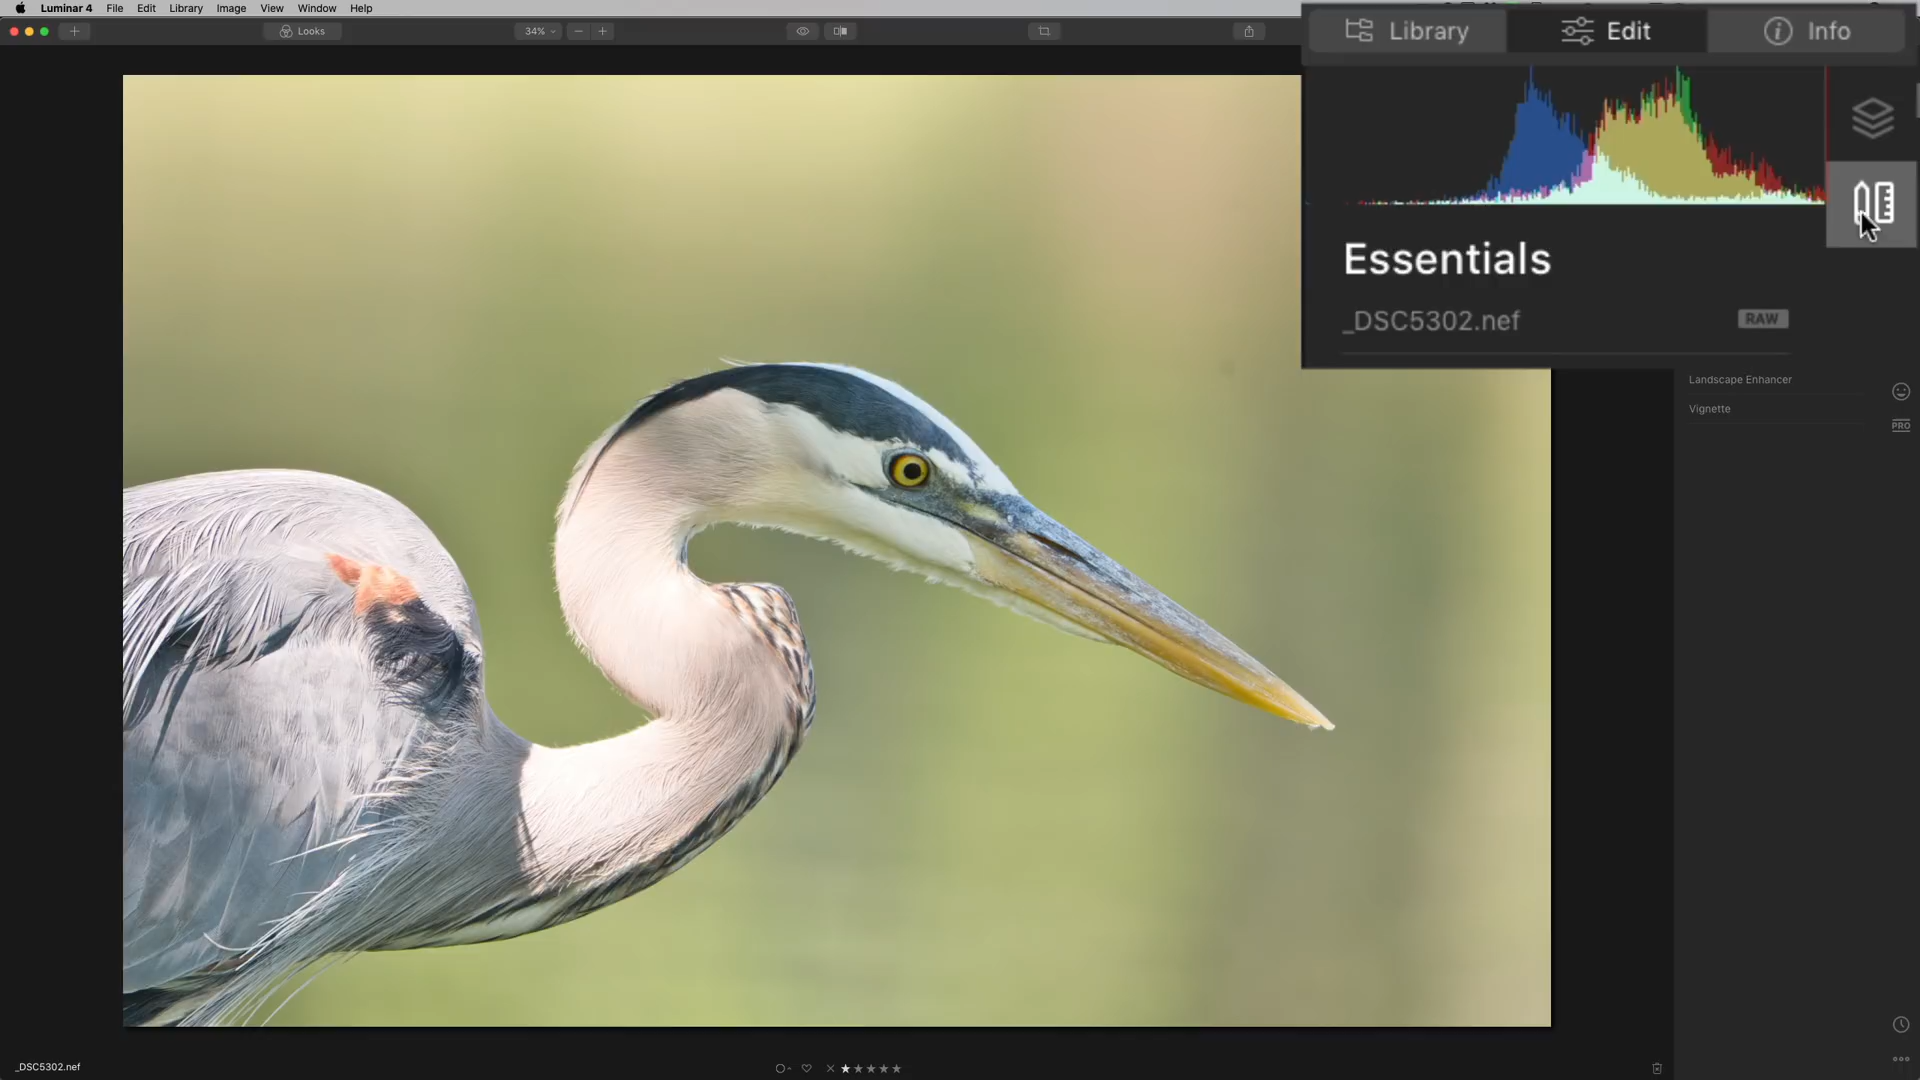 Luminar 4 File Edit Library Image View Window Help
Looks 34% Library Edit Info
Essentials
_DSC5302.nef RAW
Landscape Enhancer
Vignette
PRO
_DSC5302.nef